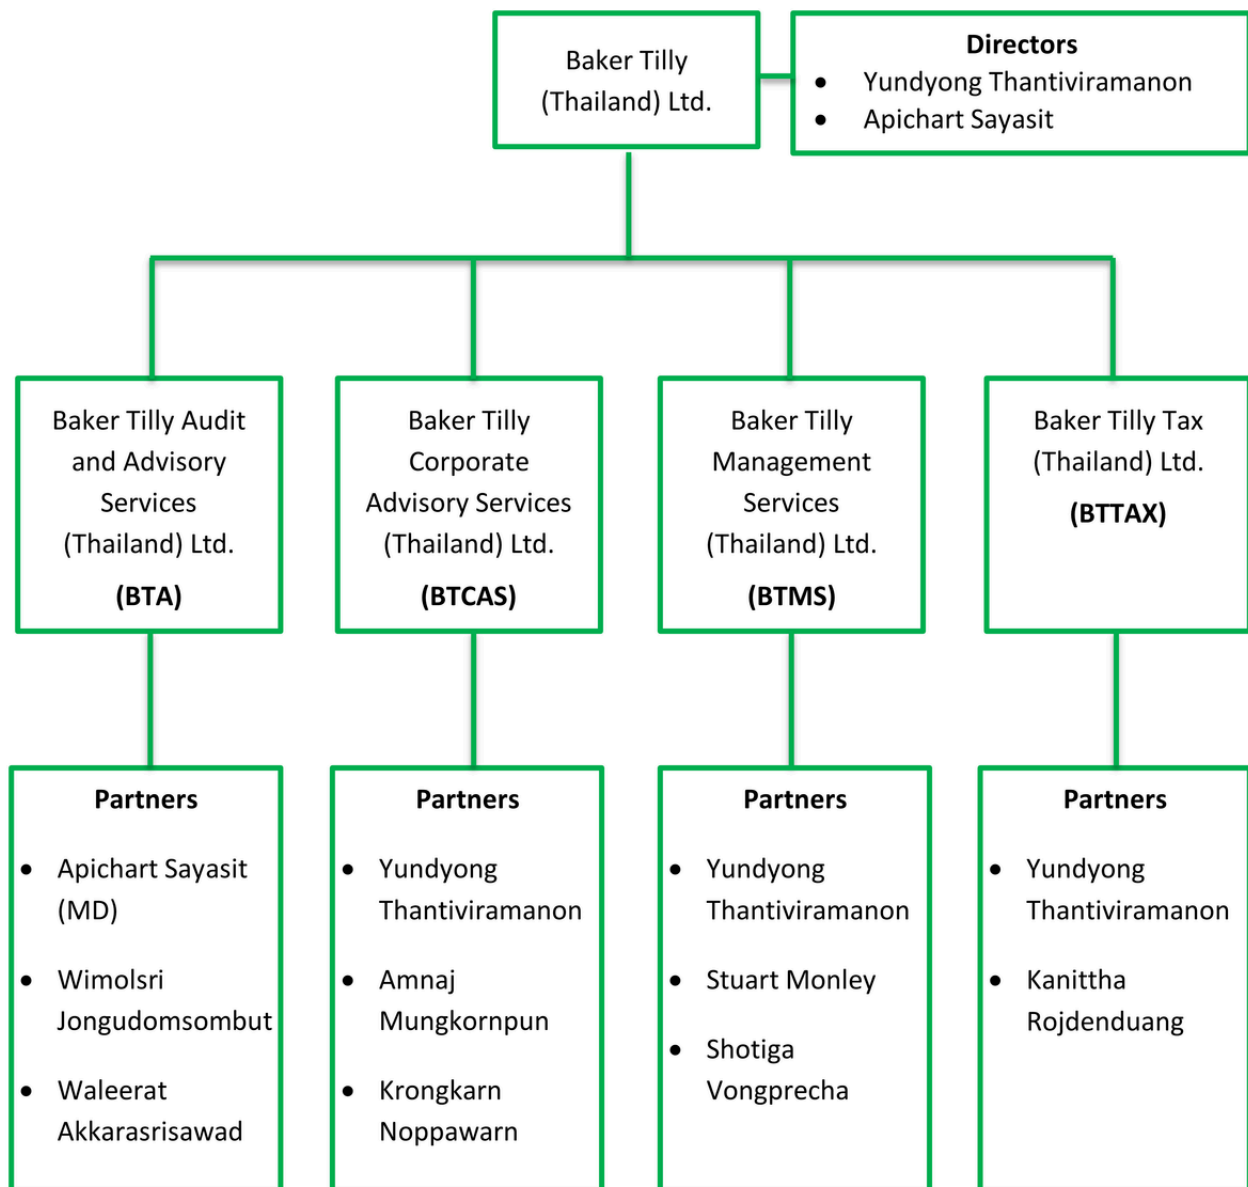 Baker Tilly
(Thailand) Ltd.
Directors
• Yundyong Thantiviramanon
• Apichart Sayasit
Baker Tilly Audit
and Advisory
Services
(Thailand) Ltd.
(BTA)
Baker Tilly
Corporate
Advisory Services
(Thailand) Ltd.
(BTCAS)
Baker Tilly
Management
Services
(Thailand) Ltd.
(BTMS)
Baker Tilly Tax
(Thailand) Ltd.
(BTTAX)
Partners
• Apichart Sayasit
(MD)
• Wimolsri
Jongudomsombut
• Waleerat
Akkarasrisawad
Partners
• Yundyong
Thantiviramanon
• Amnaj
Mungkornpun
• Krongkarn
Noppawarn
Partners
• Yundyong
Thantiviramanon
• Stuart Monley
• Shotiga
Vongprecha
Partners
• Yundyong
Thantiviramanon
• Kanittha
Rojdenduang